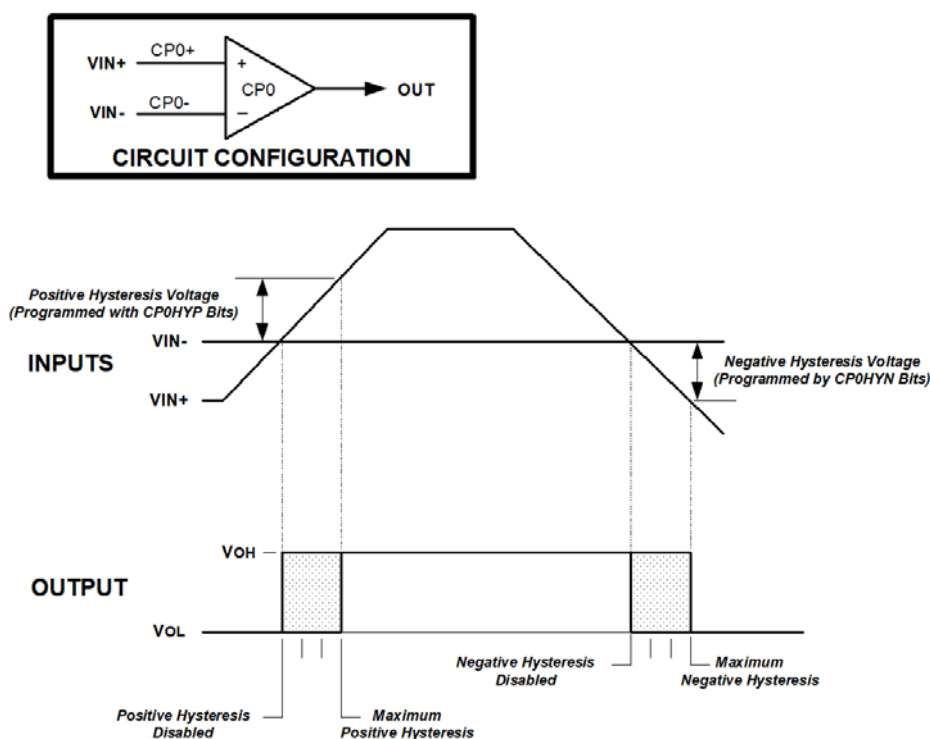 CP0+
VIN+
+
CP0
OUT
CP0-
VIN-
–
CIRCUIT CONFIGURATION
Positive Hysteresis Voltage
(Programmed with CP0HYP Bits)
VIN-
INPUTS
VIN+
Negative Hysteresis Voltage
(Programmed by CP0HYN Bits)
VOH
OUTPUT
VOL
Negative Hysteresis
Disabled
Maximum
Negative Hysteresis
Positive Hysteresis
Disabled
Maximum
Positive Hysteresis